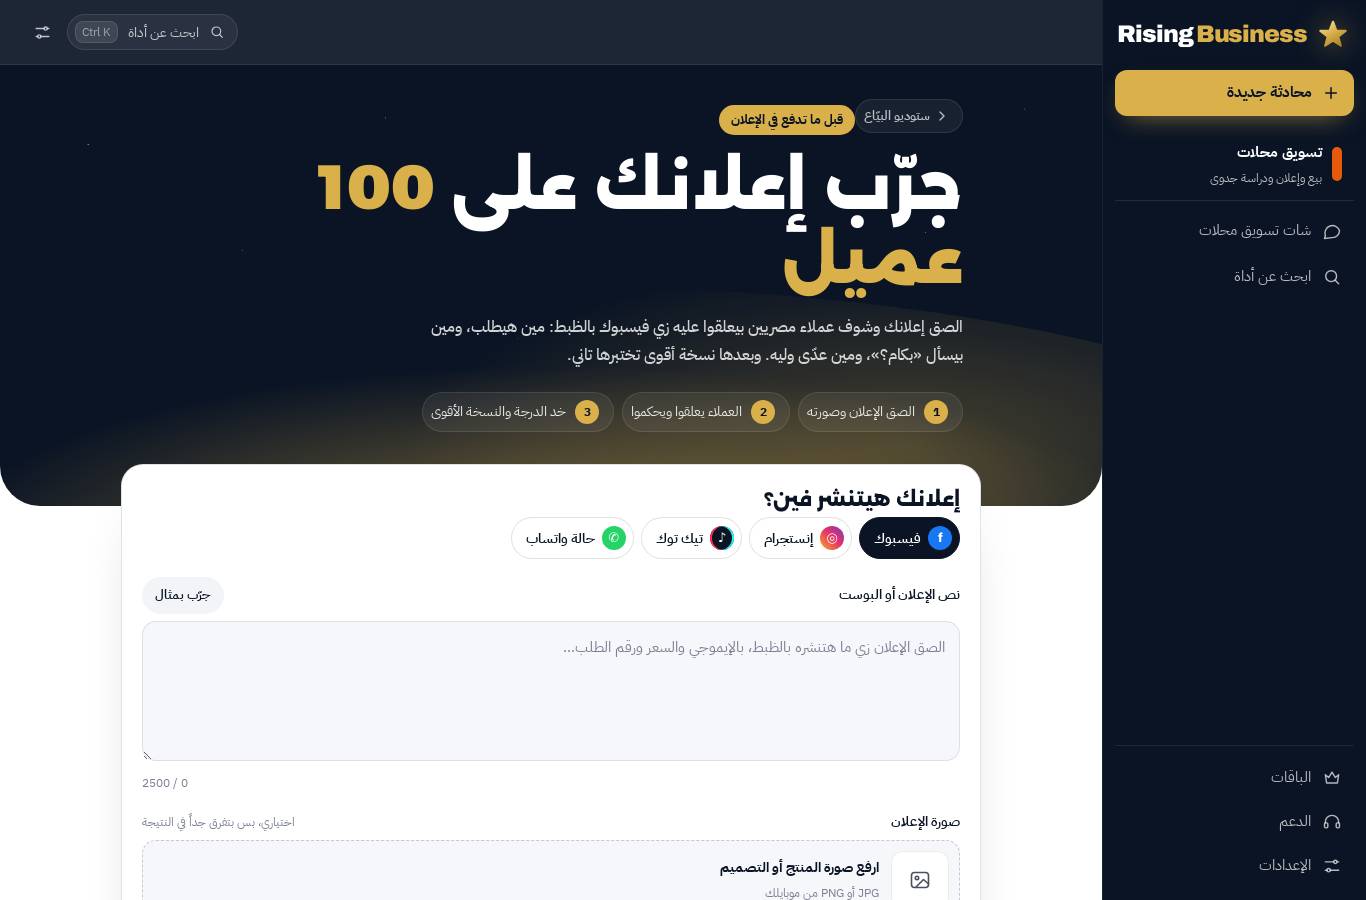 Rising Business
محادثة جديدة
تسويق محلات
بيع وإعلان ودراسة جدوى
شات تسويق محلات
ابحث عن أداة
الباقات
الدعم
الإعدادات
ابحث عن أداة Ctrl K
ستوديو البيّاع
قبل ما تدفع في الإعلان
جرّب إعلانك على 100
عميل
الصق إعلانك وشوف عملاء مصريين بيعلقوا عليه زي فيسبوك بالظبط: مين هيطلب، ومين
بيسأل «بكام؟»، ومين عدّى وليه. وبعدها نسخة أقوى تختبرها تاني.
1 الصق الإعلان وصورته
2 العملاء يعلقوا ويحكموا
3 خد الدرجة والنسخة الأقوى
إعلانك هيتنشر فين؟
فيسبوك
إنستجرام
تيك توك
حالة واتساب
نص الإعلان أو البوست
جرّب بمثال
الصق الإعلان زي ما هتنشره بالظبط، بالإيموجي والسعر ورقم الطلب...
0 / 2500
صورة الإعلان
اختياري، بس بتفرق جداً في النتيجة
ارفع صورة المنتج أو التصميم
JPG أو PNG من موبايلك